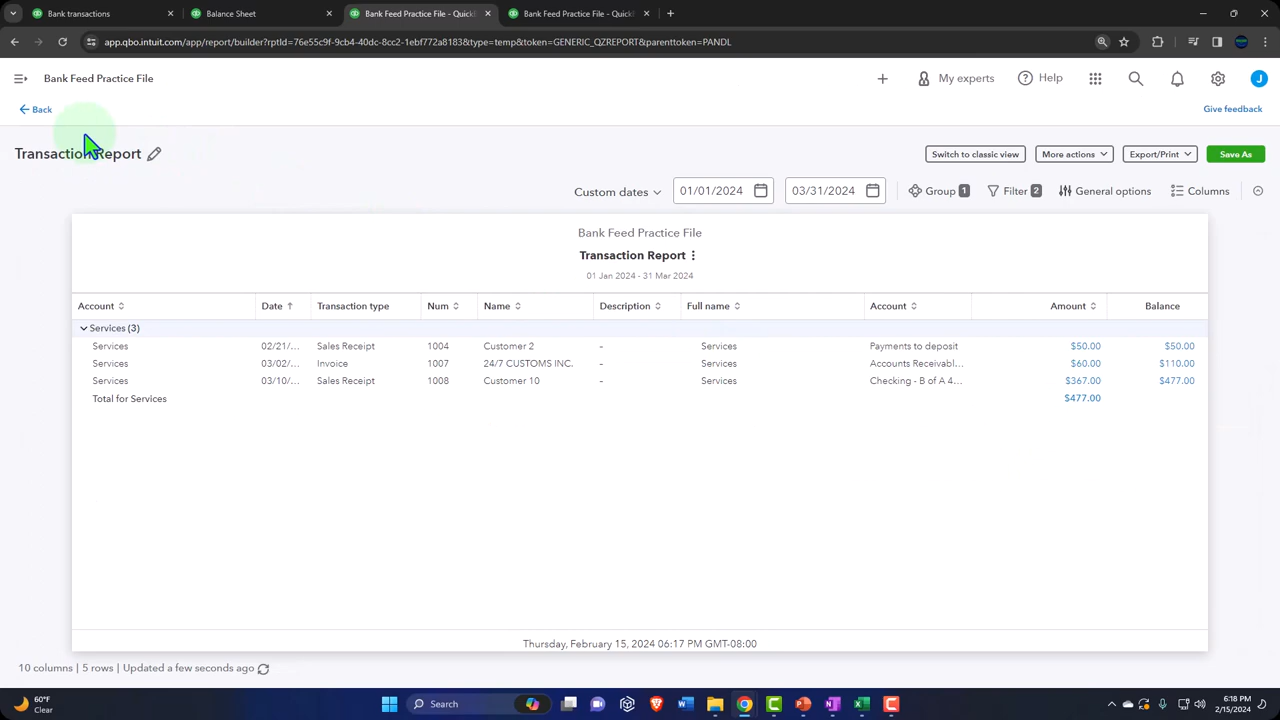 Bank transactions
Balance Sheet
Bank Feed Practice File - Quick
Bank Feed Practice File - Quick
qbo.intuit.com/app/report/builder?rptId=76e55c9f-c4b4-40dc-8cc2-1ebf772a8183&type=temp&token=GENERIC_QZREPORT&parenttoken=PANDL
Bank Feed Practice File
My experts
Help
J
Back
Give feedback
Transaction Report
Switch to classic view
More actions
Export/Print
Save As
Custom dates
01/01/2024
03/31/2024
Group 1
Filter 2
General options
Columns
Bank Feed Practice File
Transaction Report
01 Jan 2024 - 31 Mar 2024
Account Date Transaction type Num Name Description Full name Account Amount Balance
Services (3)
Services 02/21/... Sales Receipt 1004 Customer 2 – Services Payments to deposit $50.00 $50.00
Services 03/02/... Invoice 1007 24/7 CUSTOMS INC. – Services Accounts Receivabl... $60.00 $110.00
Services 03/10/... Sales Receipt 1008 Customer 10 – Services Checking - B of A 4... $367.00 $477.00
Total for Services $477.00
Thursday, February 15, 2024 06:17 PM GMT-08:00
10 columns | 5 rows | Updated a few seconds ago
60°F
Clear
Search
6:18 PM
2/15/2024